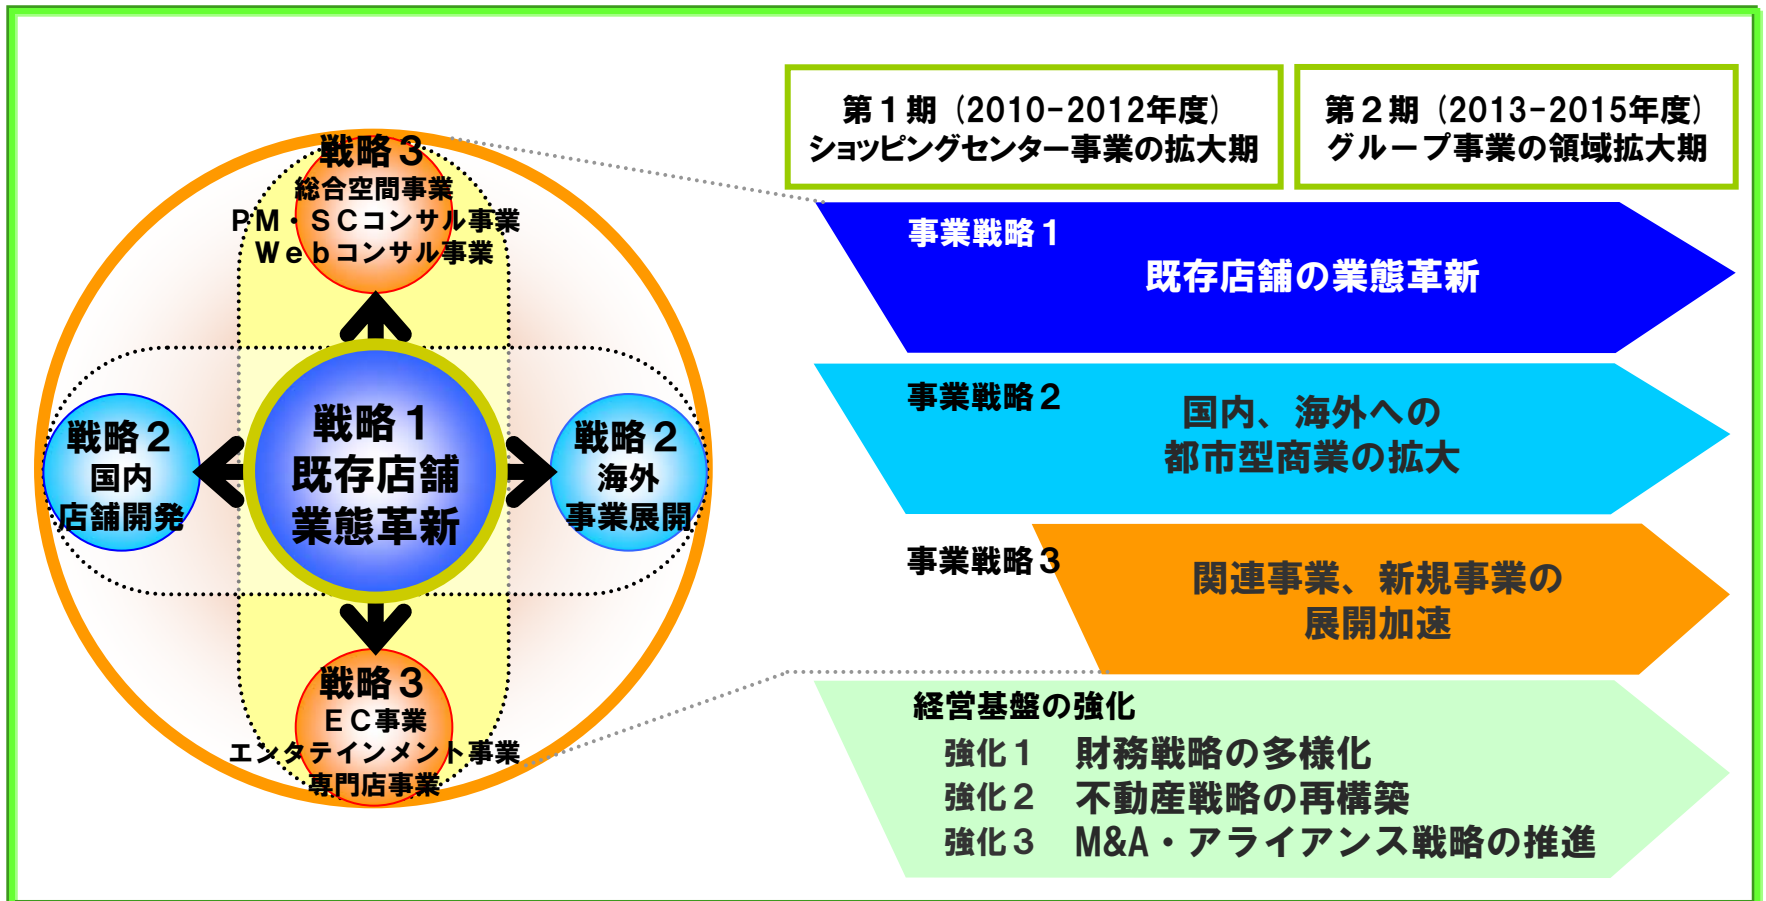 戦略３
総合空間事業
ＰＭ・ＳＣコンサル事業
Ｗｅｂコンサル事業
戦略２
国内
店舗開発
戦略１
既存店舗
業態革新
戦略２
海外
事業展開
戦略３
ＥＣ事業
エンタテインメント事業
専門店事業
第１期（2010-2012年度）
ショッピングセンター事業の拡大期
第２期（2013-2015年度）
グループ事業の領域拡大期
事業戦略１
既存店舗の業態革新
事業戦略２
国内、海外への
都市型商業の拡大
事業戦略３
関連事業、新規事業の
展開加速
経営基盤の強化
強化１　財務戦略の多様化
強化２　不動産戦略の再構築
強化３　M&A・アライアンス戦略の推進